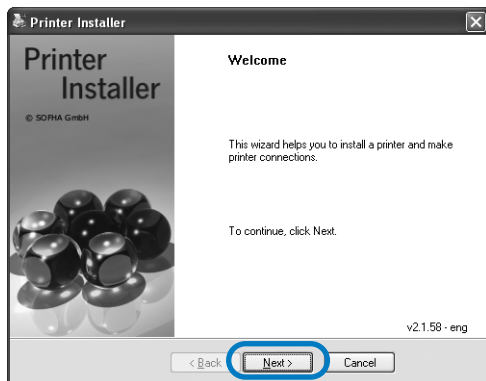 Printer Installer
Printer
Installer
© SOFHA GmbH
Welcome
This wizard helps you to install a printer and make
printer connections.
To continue, click Next.
v2.1.58 - eng
< Back
Next >
Cancel